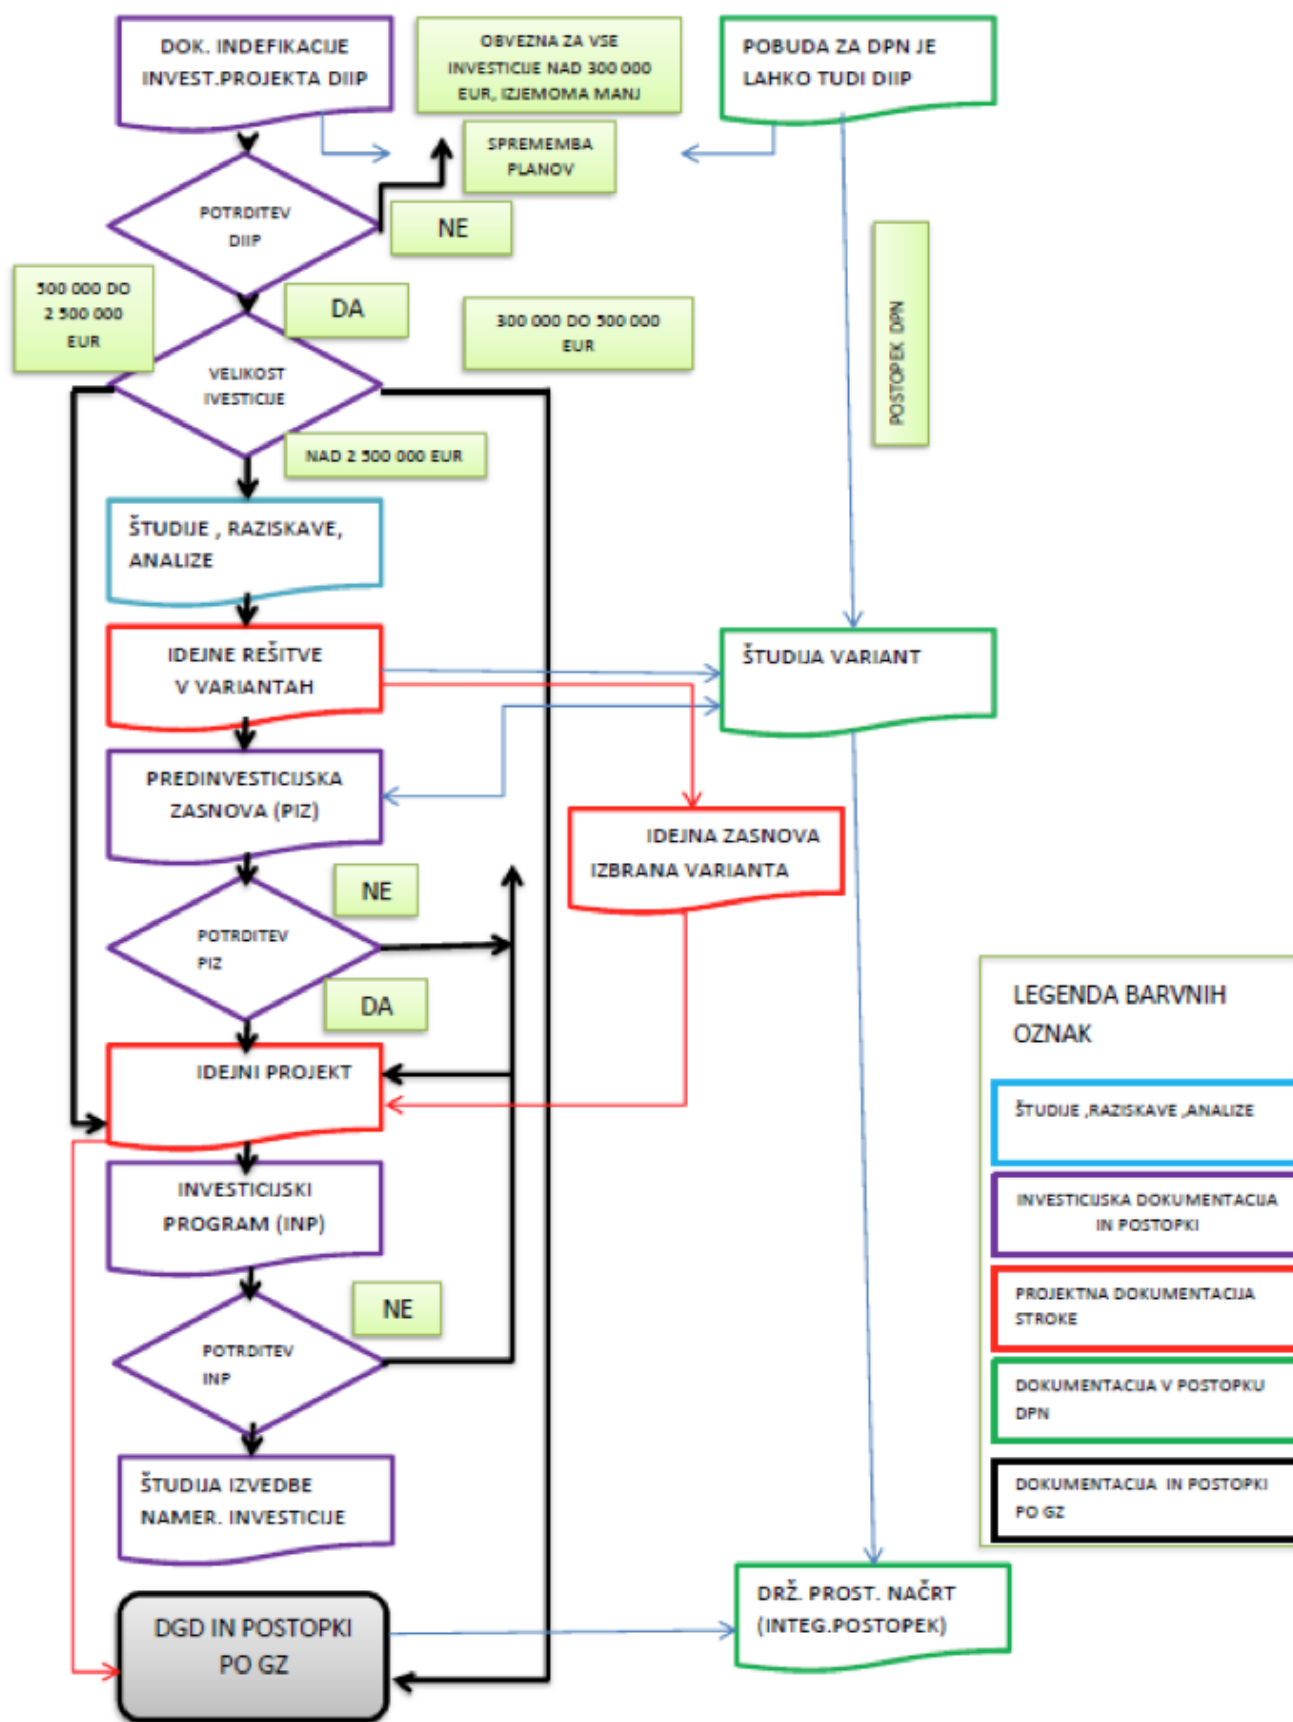 DOK. INDEFIKACIJE
INVEST.PROJEKTA DIIP
OBVEZNA ZA VSE
INVESTICIJE NAD 300 000
EUR, IZJEMOMA MANJ
POBUDA ZA DPN JE
LAHKO TUDI DIIP
SPREMEMBA
PLANOV
POTRDITEV
DIIP
NE
500 000 DO
2 500 000
EUR
DA
300 000 DO 500 000
EUR
POSTOPEK DPN
VELIKOST
IVESTICIJE
NAD 2 500 000 EUR
ŠTUDIJE , RAZISKAVE,
ANALIZE
IDEJNE REŠITVE
V VARIANTAH
ŠTUDIJA VARIANT
PREDINVESTICIJSKA
ZASNOVA (PIZ)
IDEJNA ZASNOVA
IZBRANA VARIANTA
NE
POTRDITEV
PIZ
DA
IDEJNI PROJEKT
INVESTICIJSKI
PROGRAM (INP)
NE
POTRDITEV
INP
ŠTUDIJA IZVEDBE
NAMER. INVESTICIJE
DGD IN POSTOPKI
PO GZ
DRŽ. PROST. NAČRT
(INTEG.POSTOPEK)
LEGENDA BARVNIH
OZNAK
ŠTUDIJE ,RAZISKAVE ,ANALIZE
INVESTICIJSKA DOKUMENTACIJA
IN POSTOPKI
PROJEKTNA DOKUMENTACIJA
STROKE
DOKUMENTACIJA V POSTOPKU
DPN
DOKUMENTACIJA IN POSTOPKI
PO GZ